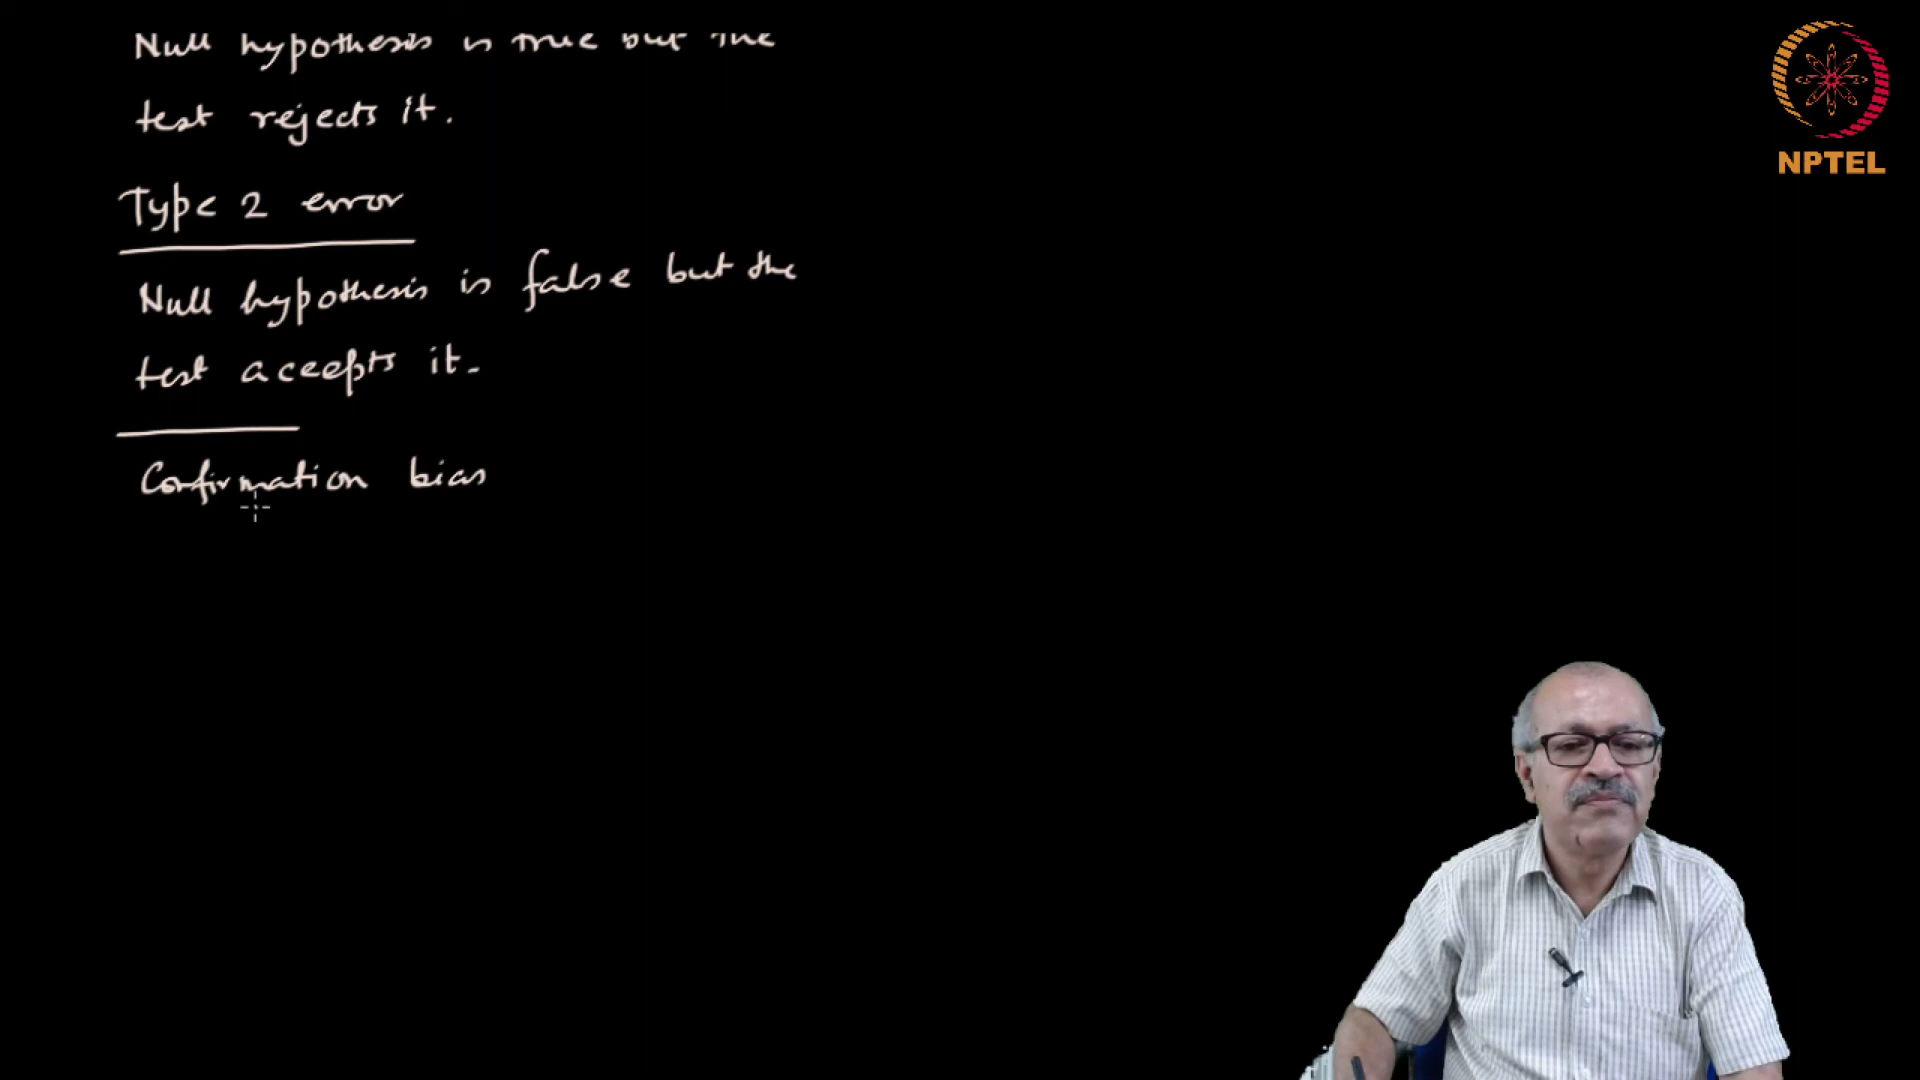 Null hypothesis is true but the
test rejects it.
Type 2 error
Null hypothesis is false but the
test accepts it.
Confirmation bias
NPTEL